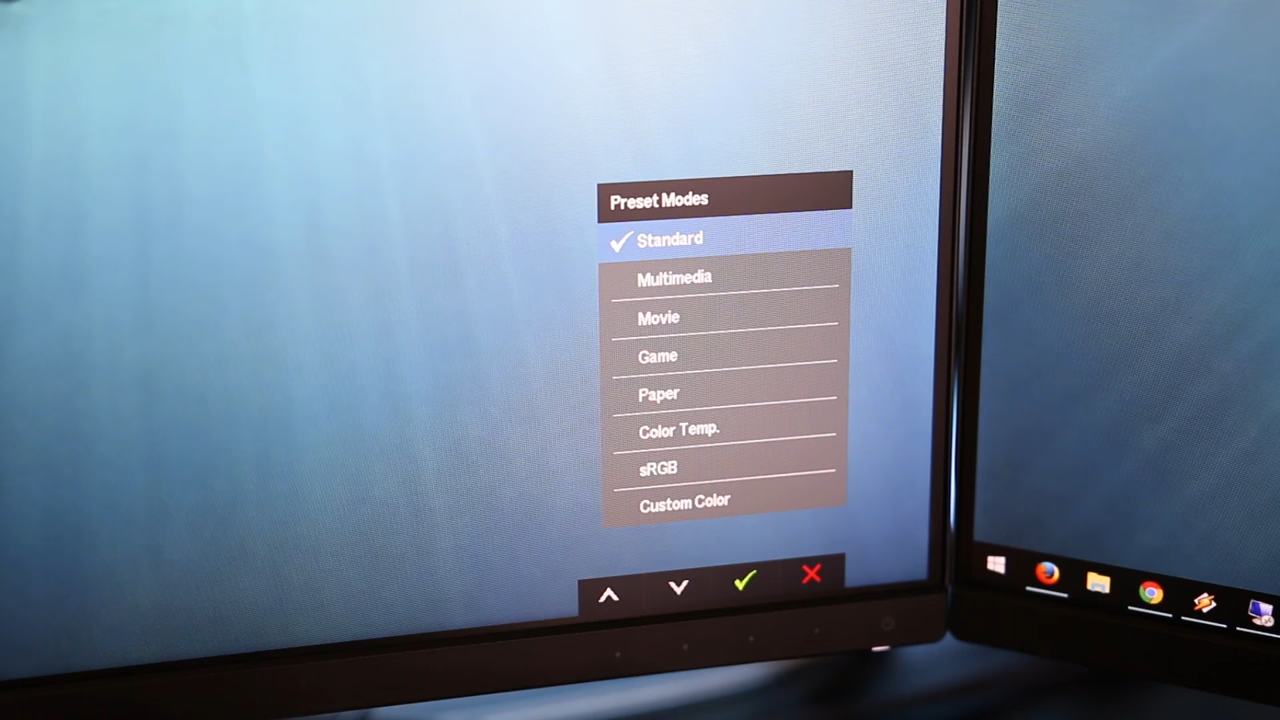 Preset Modes
Standard
Multimedia
Movie
Game
Paper
Color Temp.
sRGB
Custom Color